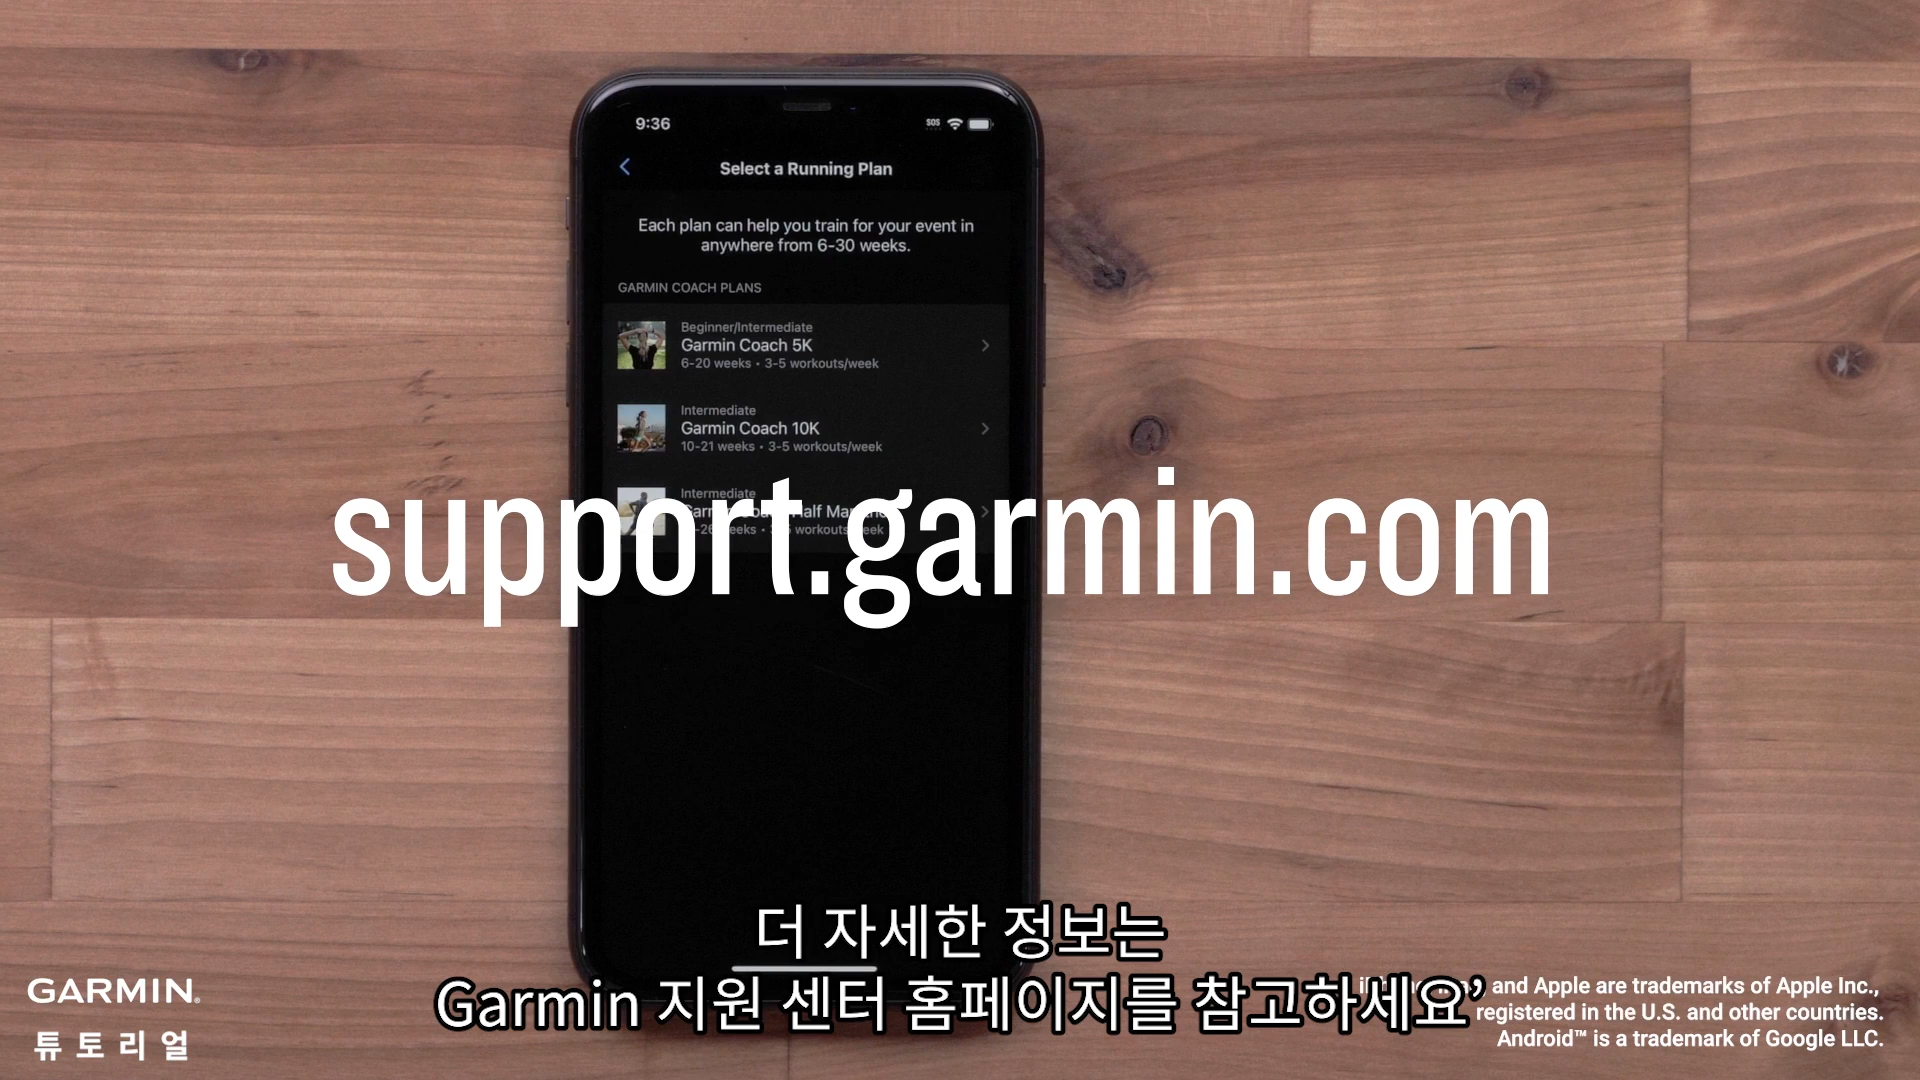 9:36
SOS
Select a Running Plan
Each plan can help you train for your event in
anywhere from 6-30 weeks.
GARMIN COACH PLANS
Beginner/Intermediate
Garmin Coach 5K
6-20 weeks • 3-5 workouts/week
Intermediate
Garmin Coach 10K
10-21 weeks • 3-5 workouts/week
Intermediate
support.garmin.com
더 자세한 정보는
Garmin 지원 센터 홈페이지를 참고하세요’
and Apple are trademarks of Apple Inc.,
registered in the U.S. and other countries.
Android™ is a trademark of Google LLC.
GARMIN®
튜토리얼